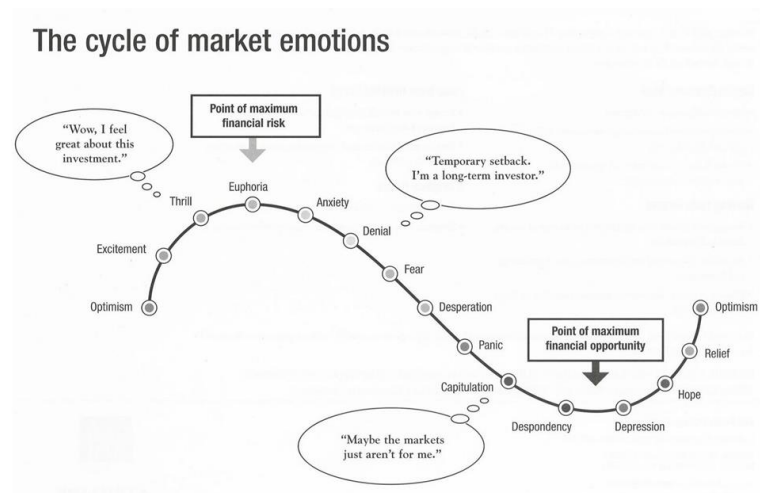 The cycle of market emotions
Point of maximum
financial risk
“Wow, I feel
great about this
investment.”
“Temporary setback.
I’m a long-term investor.”
Euphoria
Thrill
Anxiety
Denial
Excitement
Fear
Optimism
Desperation
Optimism
Point of maximum
financial opportunity
Panic
Relief
Capitulation
Hope
Despondency
Depression
“Maybe the markets
just aren’t for me.”